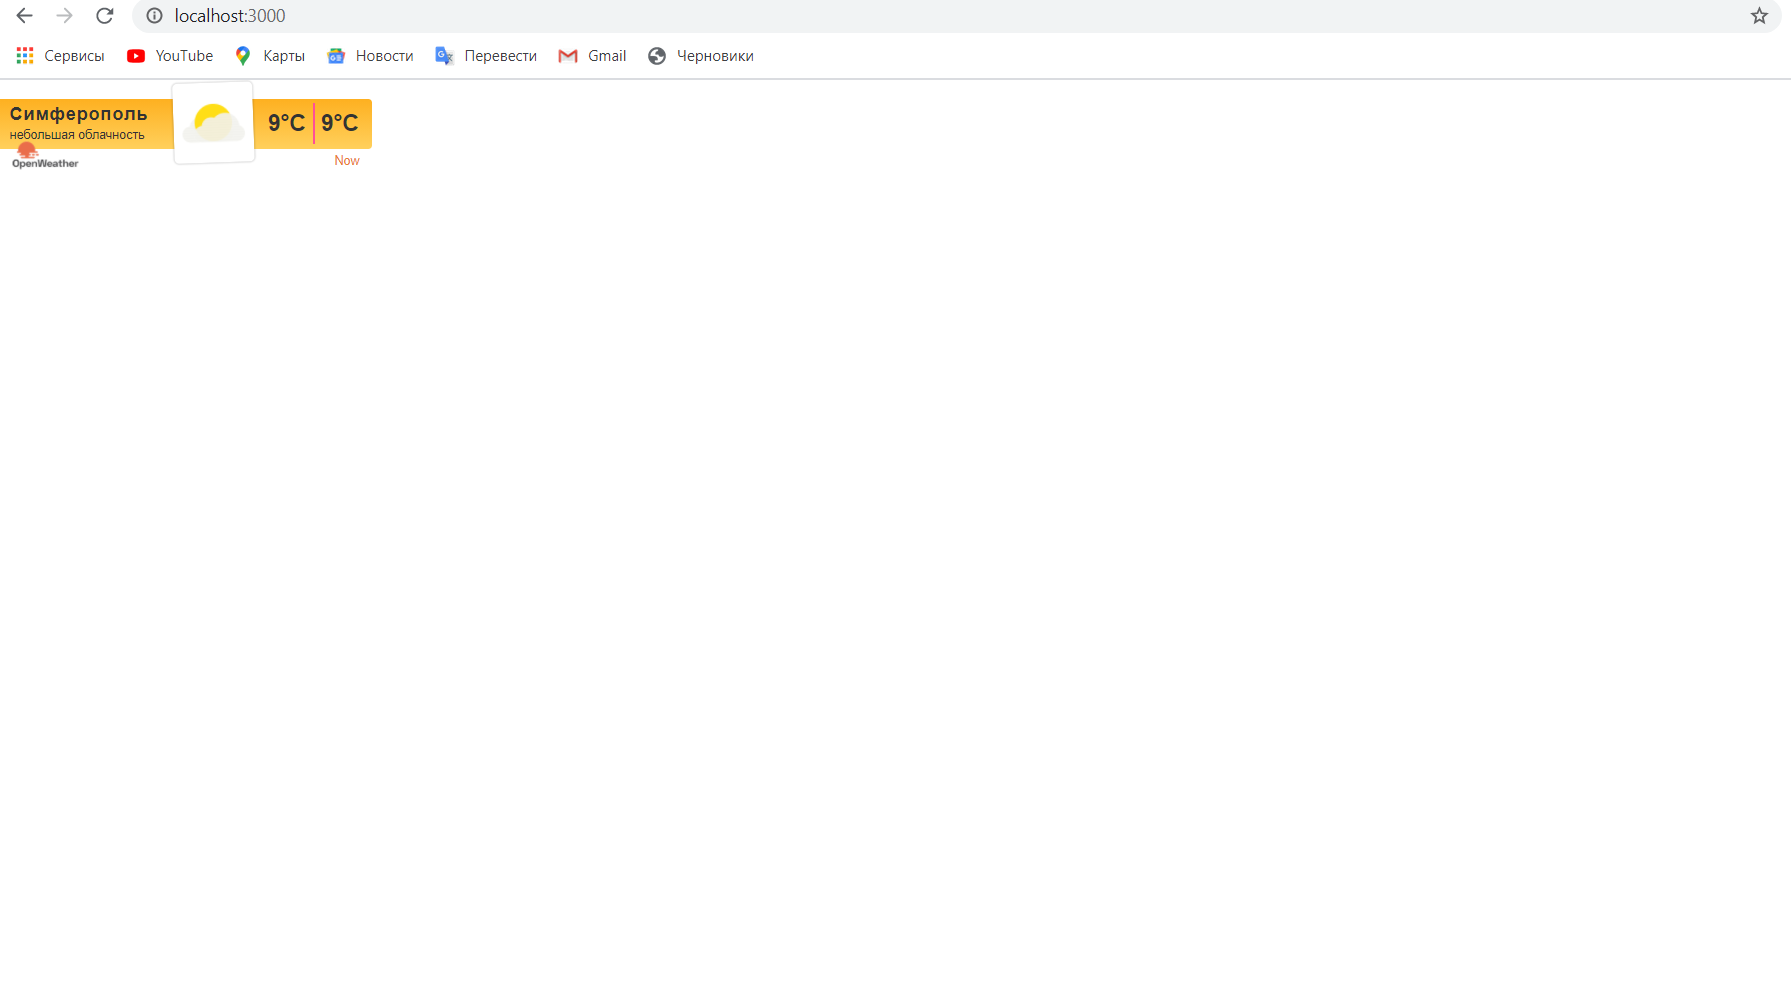 localhost:3000
Сервисы YouTube Карты Новости Перевести Gmail Черновики
Симферополь
небольшая облачность
9°C 9°C
OpenWeather
Now